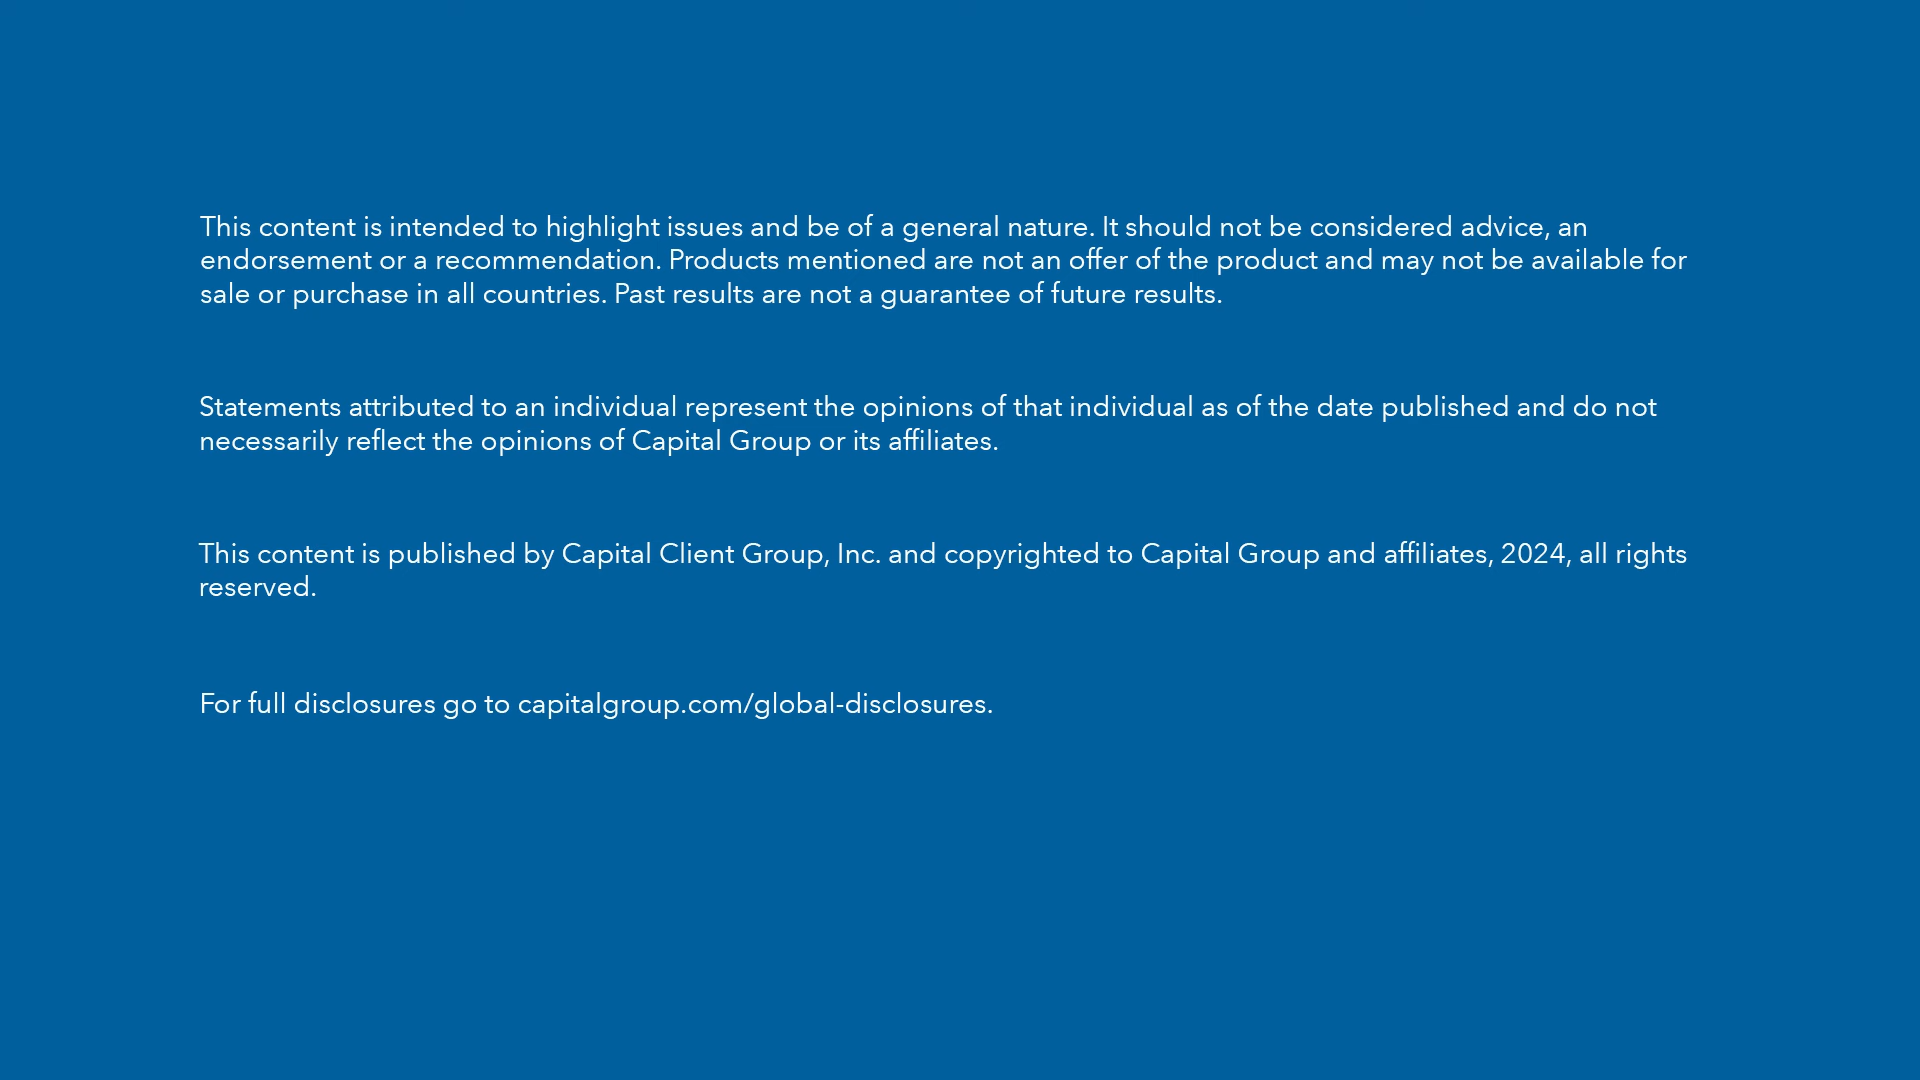 This content is intended to highlight issues and be of a general nature. It should not be considered advice, an
endorsement or a recommendation. Products mentioned are not an offer of the product and may not be available for
sale or purchase in all countries. Past results are not a guarantee of future results.
Statements attributed to an individual represent the opinions of that individual as of the date published and do not
necessarily reflect the opinions of Capital Group or its affiliates.
This content is published by Capital Client Group, Inc. and copyrighted to Capital Group and affiliates, 2024, all rights
reserved.
For full disclosures go to capitalgroup.com/global-disclosures.